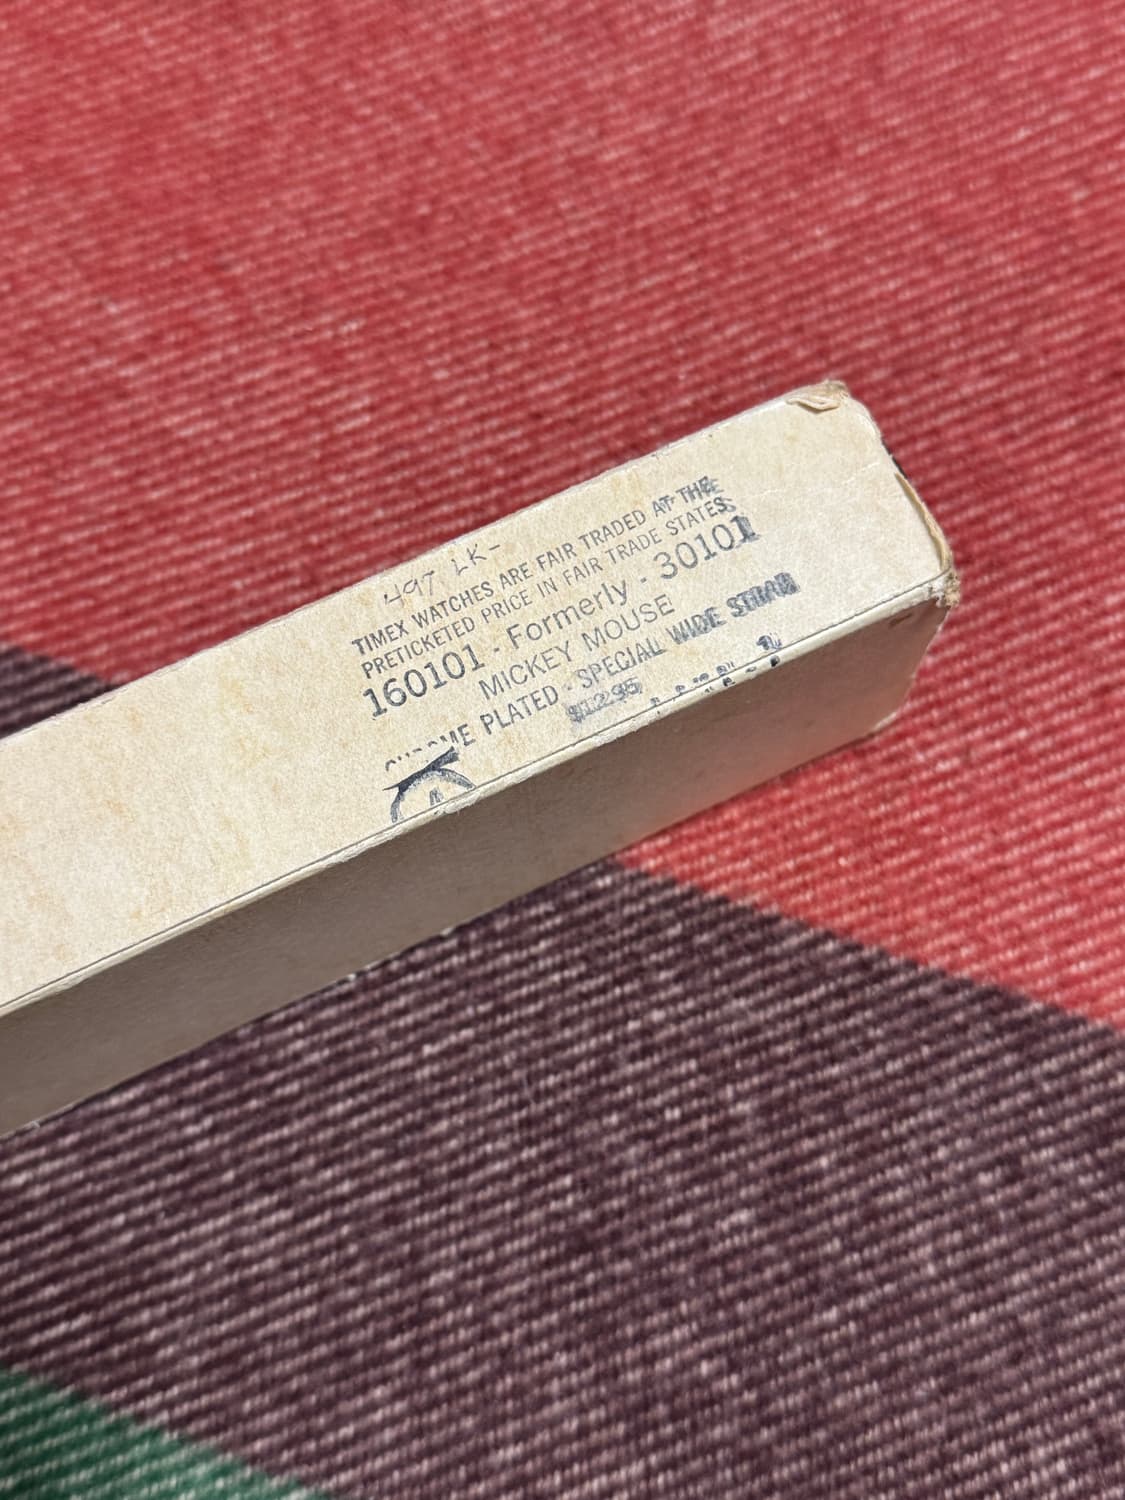 497 LK-
TIMEX WATCHES ARE FAIR TRADED AT THE
PRETICKETED PRICE IN FAIR TRADE STATES.
160101 - Formerly - 30101
MICKEY MOUSE
CHROME PLATED - SPECIAL WIDE STRAP
$12.95